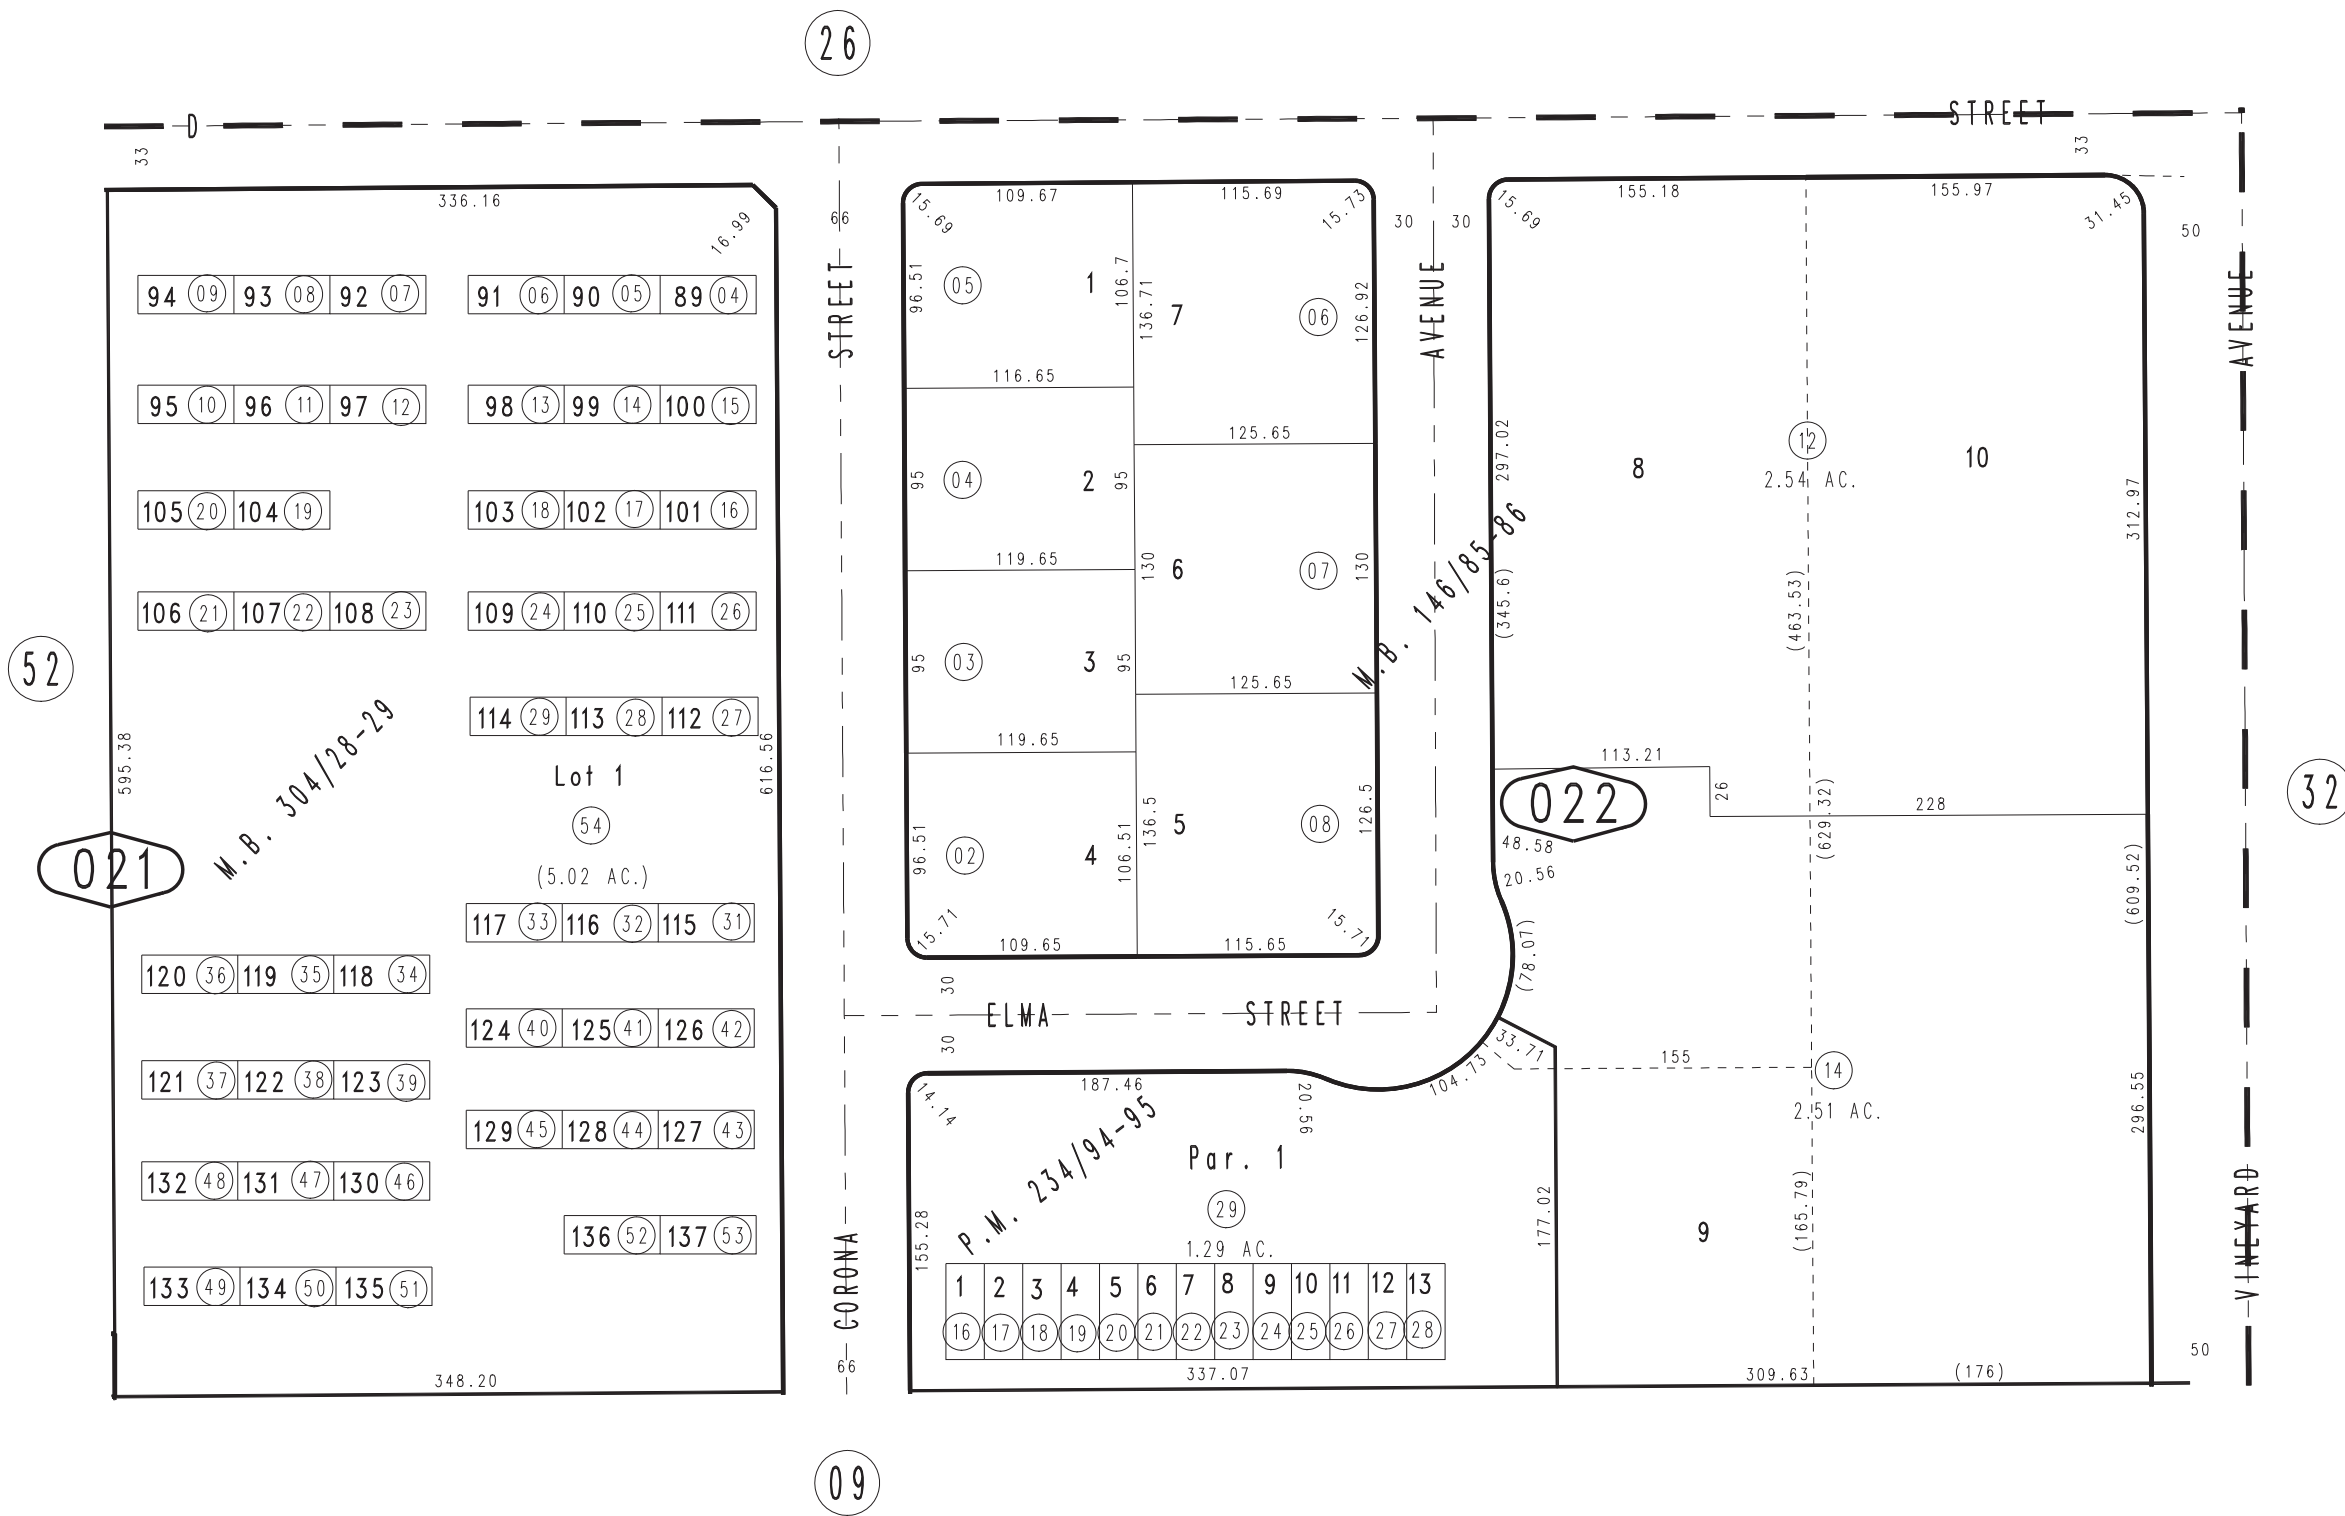 26
D STREET
33
33
336.16
16.99
94 09 93 08 92 07
91 06 90 05 89 04
95 10 96 11 97 12
98 13 99 14 100 15
105 20 104 19
103 18 102 17 101 16
106 21 107 22 108 23
109 24 110 25 111 26
114 29 113 28 112 27
52
595.38
616.56
M.B. 304/28-29
Lot 1
54
(5.02 AC.)
021
117 33 116 32 115 31
120 36 119 35 118 34
124 40 125 41 126 42
121 37 122 38 123 39
129 45 128 44 127 43
132 48 131 47 130 46
136 52 137 53
133 49 134 50 135 51
348.20
66
CORONA STREET
66
15.69
109.67
115.69
15.73
96.51
05
1
106.7
136.71
7
06
126.92
116.65
125.65
95
04
2
95
119.65
130
6
07
130
95
03
3
95
125.65
119.65
96.51
02
4
106.51
136.5
5
08
126.5
15.71
109.65
115.65
15.71
30
ELMA STREET
30
30
30
AVENUE
M.B. 146/85-86
15.69
155.18
155.97
31.45
50
297.02
(345.6)
8
12
2.54 AC.
10
(463.53)
312.97
113.21
26
228
022
48.58
20.56
(629.32)
(609.52)
(78.07)
33.71
104.73
155
14
2.51 AC.
296.55
9
(165.79)
177.02
309.63
(176)
50
VINEYARD AVENUE
32
14.14
187.46
20.56
P.M. 234/94-95
Par. 1
29
1.29 AC.
155.28
1 2 3 4 5 6 7 8 9 10 11 12 13
16 17 18 19 20 21 22 23 24 25 26 27 28
337.07
09